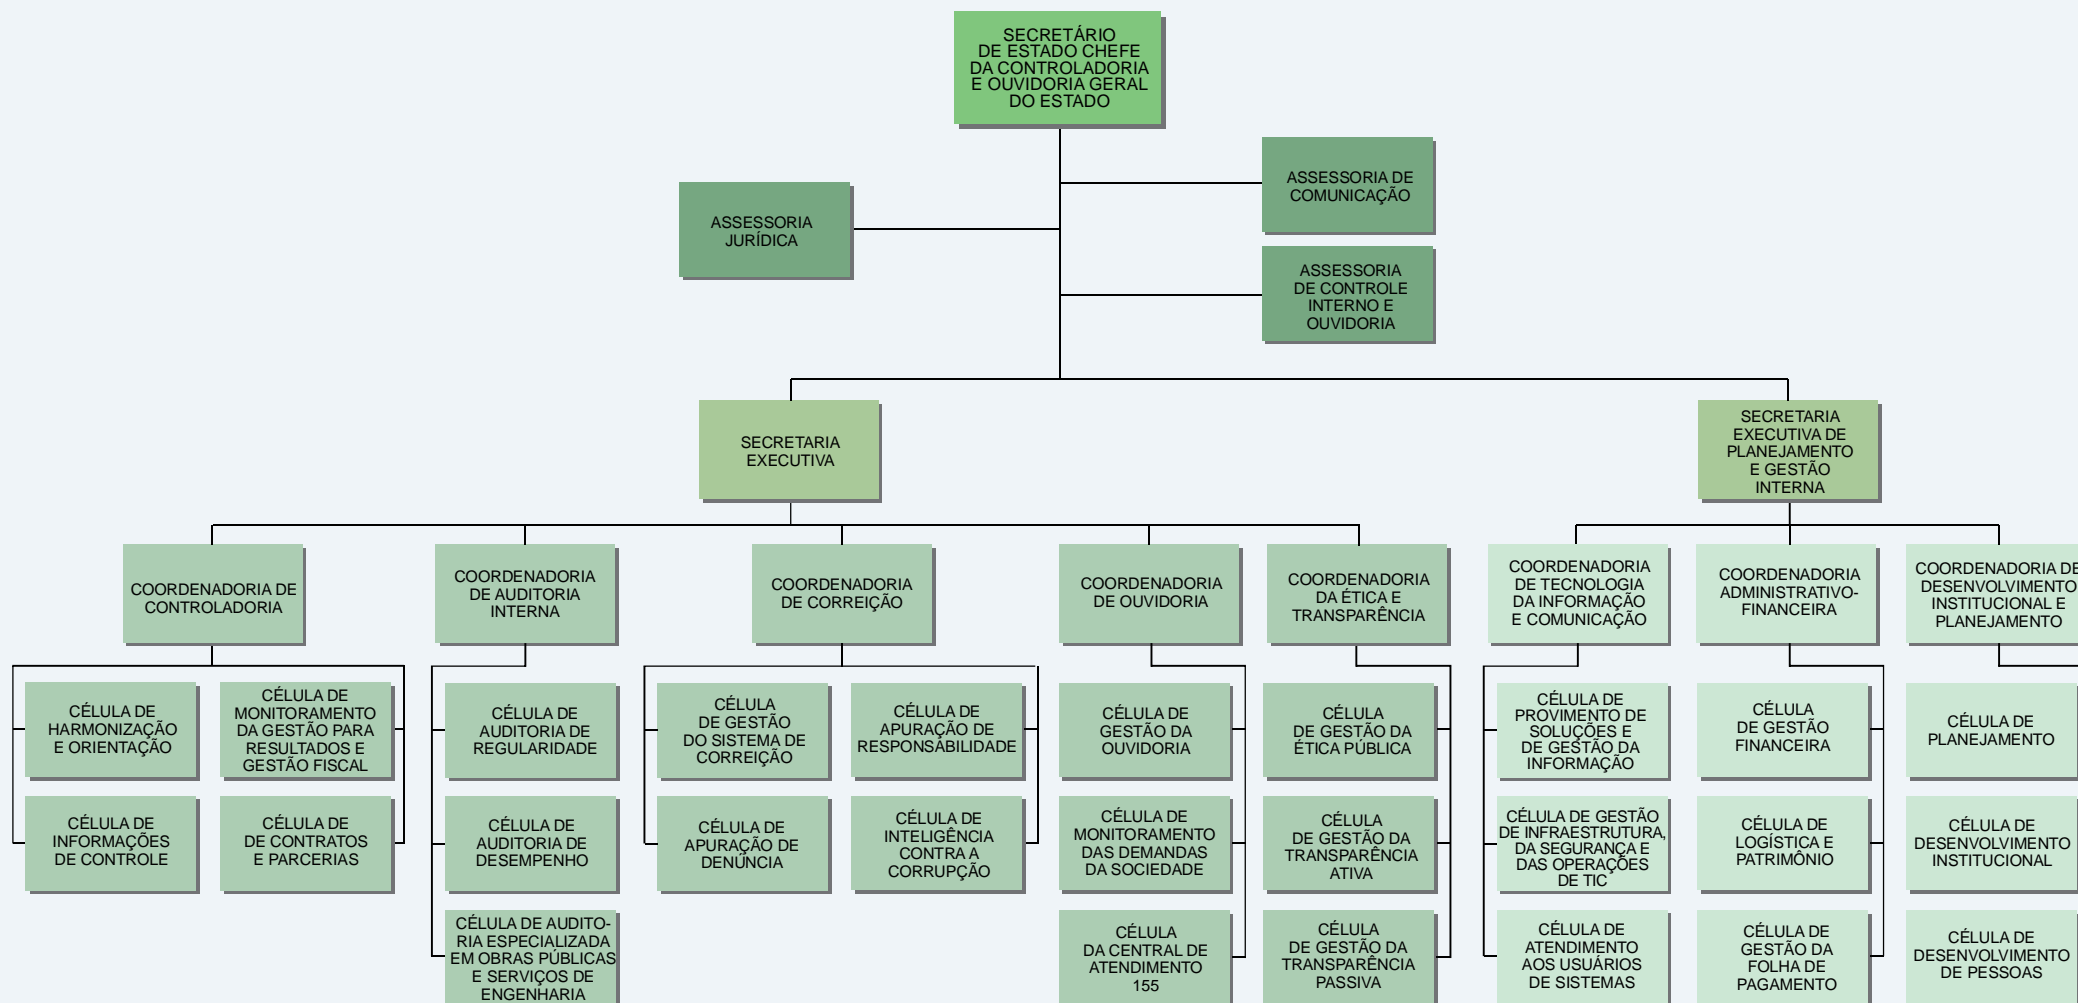 SECRETÁRIO
DE ESTADO CHEFE
DA CONTROLADORIA
E OUVIDORIA GERAL
DO ESTADO
ASSESSORIA DE
COMUNICAÇÃO
ASSESSORIA
JURÍDICA
ASSESSORIA
DE CONTROLE
INTERNO E
OUVIDORIA
SECRETARIA
EXECUTIVA
SECRETARIA
EXECUTIVA DE
PLANEJAMENTO
E GESTÃO
INTERNA
COORDENADORIA DE
CONTROLADORIA
COORDENADORIA
DE AUDITORIA
INTERNA
COORDENADORIA
DE CORREIÇÃO
COORDENADORIA
DE OUVIDORIA
COORDENADORIA
DA ÉTICA E
TRANSPARÊNCIA
COORDENADORIA
DE TECNOLOGIA
DA INFORMAÇÃO
E COMUNICAÇÃO
COORDENADORIA
ADMINISTRATIVO-
FINANCEIRA
COORDENADORIA DE
DESENVOLVIMENTO
INSTITUCIONAL E
PLANEJAMENTO
CÉLULA DE
HARMONIZAÇÃO
E ORIENTAÇÃO
CÉLULA DE
MONITORAMENTO
DA GESTÃO PARA
RESULTADOS E
GESTÃO FISCAL
CÉLULA DE
AUDITORIA DE
REGULARIDADE
CÉLULA
DE GESTÃO
DO SISTEMA DE
CORREIÇÃO
CÉLULA DE
APURAÇÃO DE
RESPONSABILIDADE
CÉLULA DE
GESTÃO DA
OUVIDORIA
CÉLULA
DE GESTÃO DA
ÉTICA PÚBLICA
CÉLULA DE
PROVIMENTO DE
SOLUÇÕES E
DE GESTÃO DA
INFORMAÇÃO
CÉLULA
DE GESTÃO
FINANCEIRA
CÉLULA DE
PLANEJAMENTO
CÉLULA DE
INFORMAÇÕES
DE CONTROLE
CÉLULA DE
DE CONTRATOS
E PARCERIAS
CÉLULA DE
AUDITORIA DE
DESEMPENHO
CÉLULA DE
APURAÇÃO DE
DENÚNCIA
CÉLULA DE
INTELIGÊNCIA
CONTRA A
CORRUPÇÃO
CÉLULA DE
MONITORAMENTO
DAS DEMANDAS
DA SOCIEDADE
CÉLULA
DE GESTÃO DA
TRANSPARÊNCIA
ATIVA
CÉLULA DE GESTÃO
DE INFRAESTRUTURA,
DA SEGURANÇA E
DAS OPERAÇÕES
DE TIC
CÉLULA DE
LOGÍSTICA E
PATRIMÔNIO
CÉLULA DE
DESENVOLVIMENTO
INSTITUCIONAL
CÉLULA DE AUDITO-
RIA ESPECIALIZADA
EM OBRAS PÚBLICAS
E SERVIÇOS DE
ENGENHARIA
CÉLULA
DA CENTRAL DE
ATENDIMENTO
155
CÉLULA
DE GESTÃO DA
TRANSPARÊNCIA
PASSIVA
CÉLULA DE
ATENDIMENTO
AOS USUÁRIOS
DE SISTEMAS
CÉLULA DE
GESTÃO DA
FOLHA DE
PAGAMENTO
CÉLULA DE
DESENVOLVIMENTO
DE PESSOAS